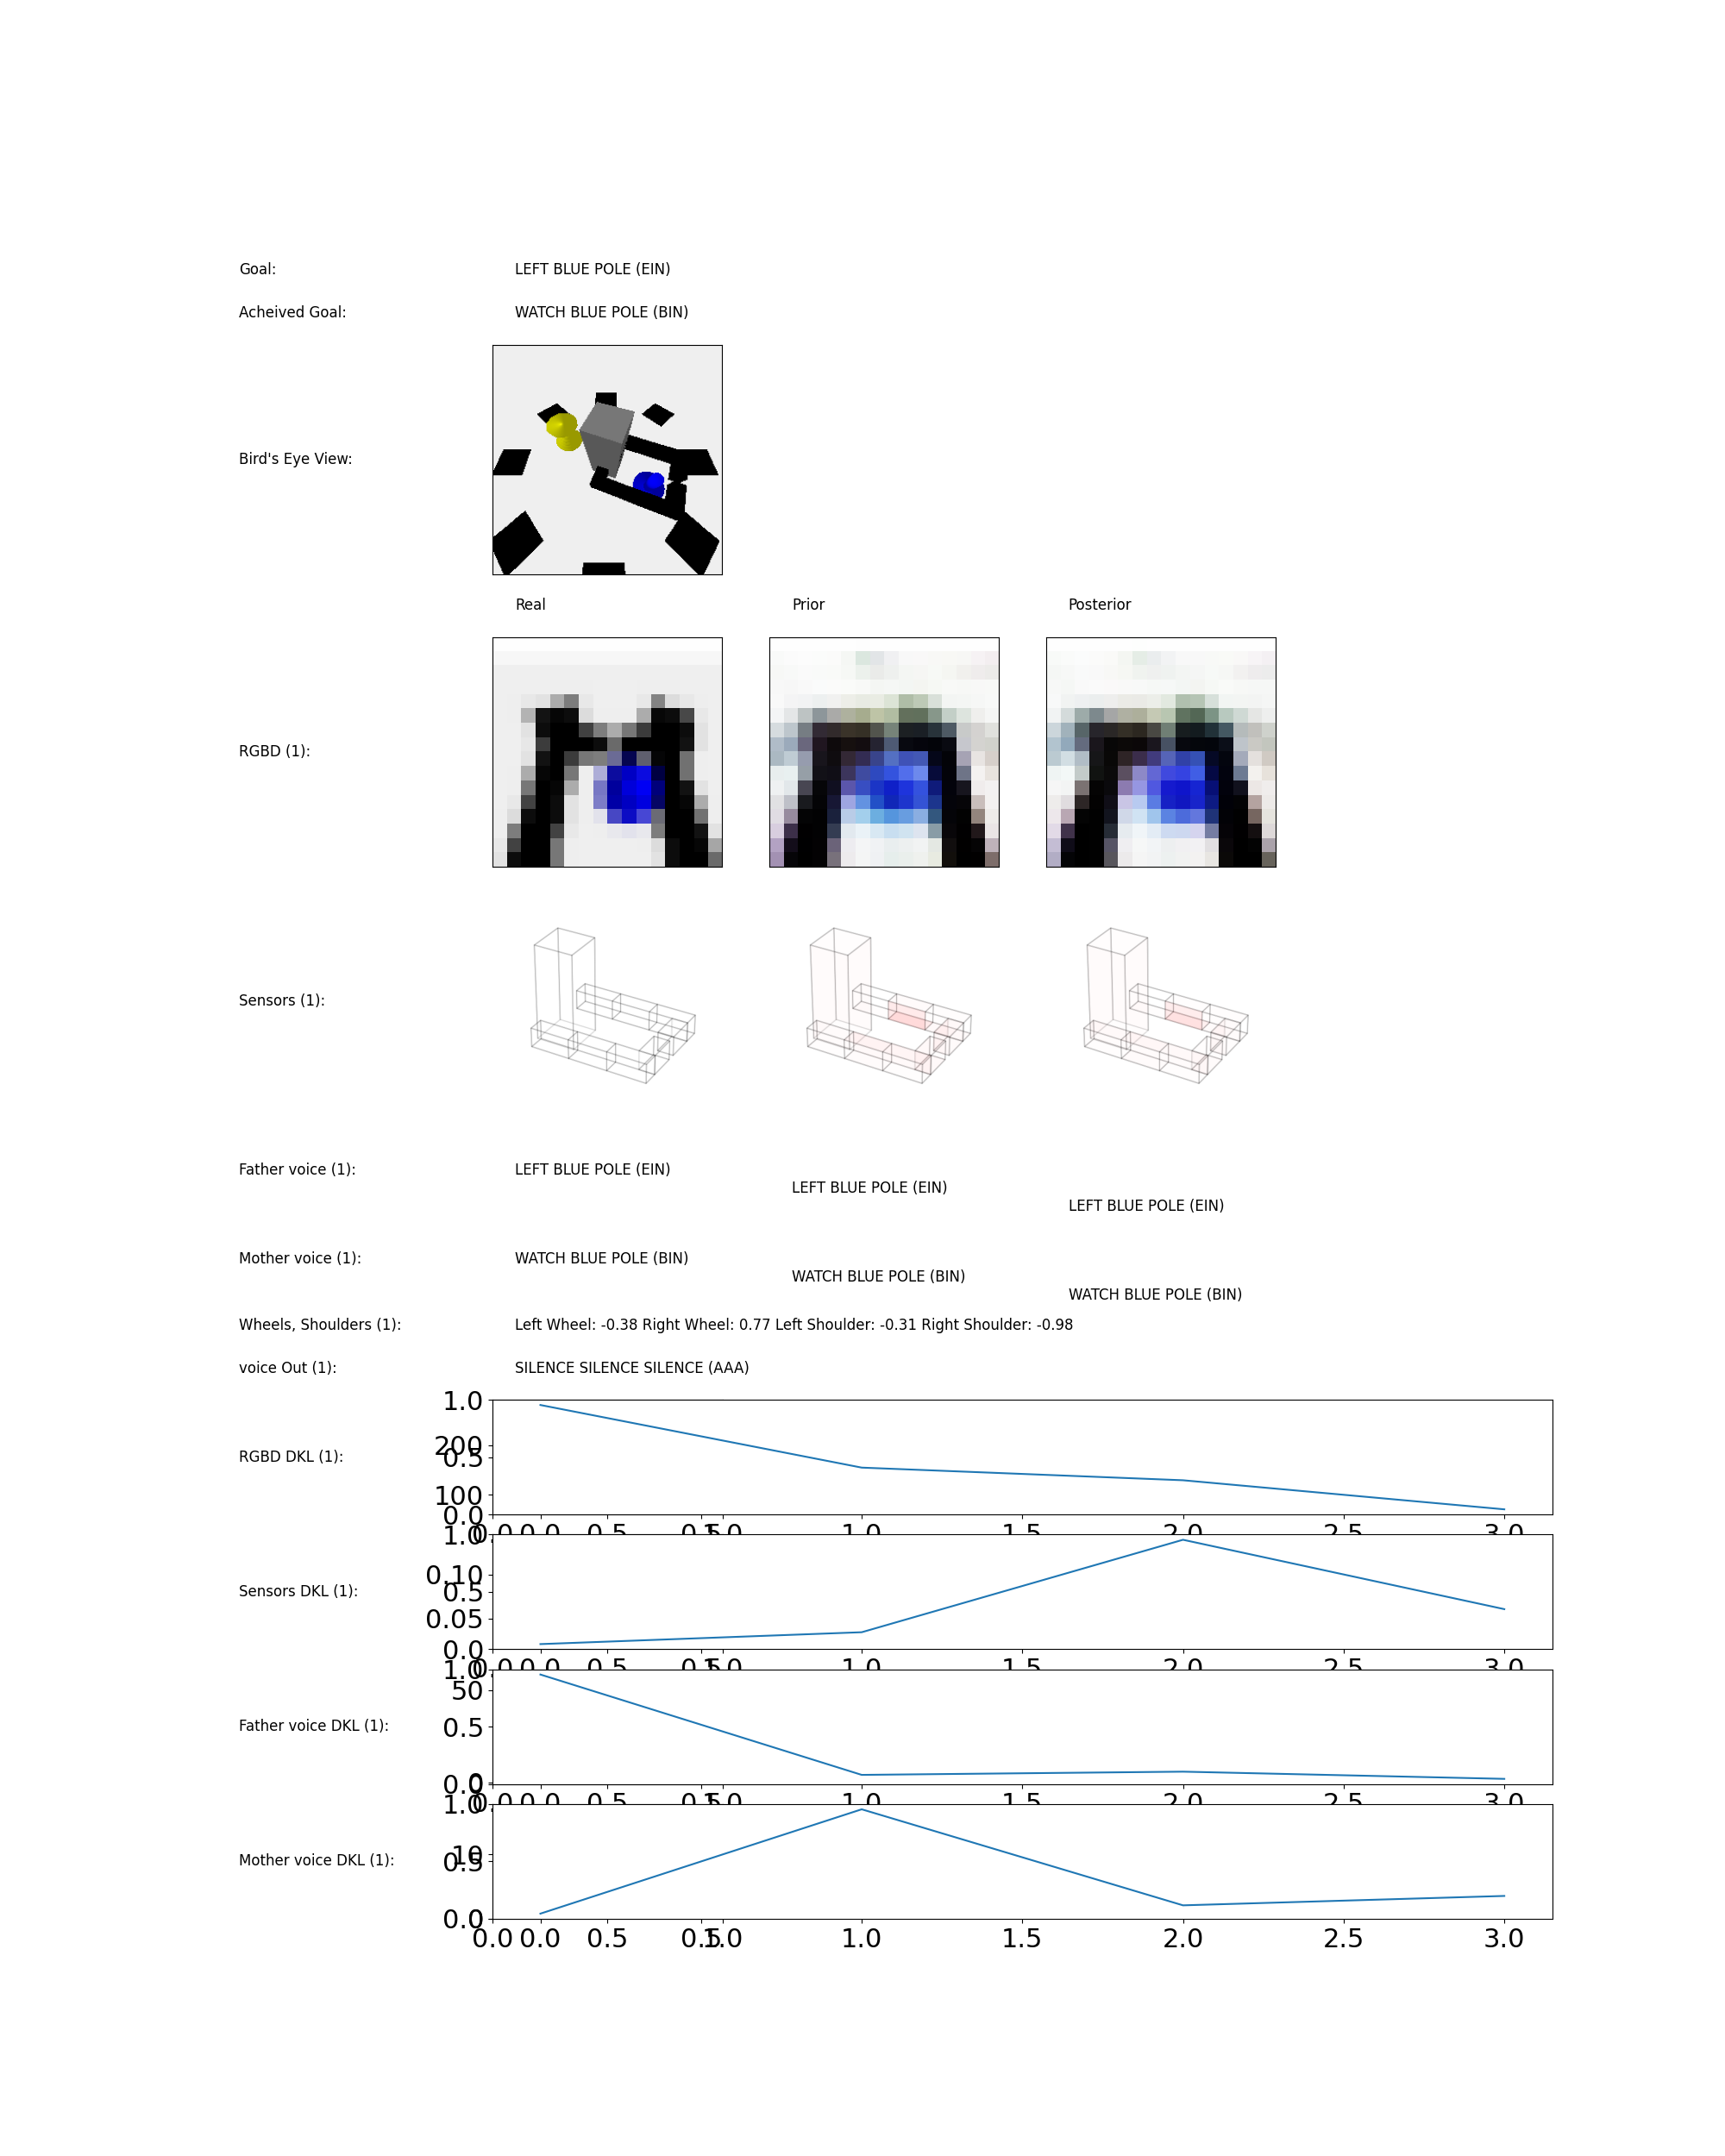 Goal: LEFT BLUE POLE (EIN)
Acheived Goal: WATCH BLUE POLE (BIN)
Bird's Eye View:
Real Prior Posterior
RGBD (1):
Sensors (1):
Father voice (1): LEFT BLUE POLE (EIN)
LEFT BLUE POLE (EIN)
LEFT BLUE POLE (EIN)
Mother voice (1): WATCH BLUE POLE (BIN)
WATCH BLUE POLE (BIN)
WATCH BLUE POLE (BIN)
Wheels, Shoulders (1): Left Wheel: -0.38 Right Wheel: 0.77 Left Shoulder: -0.31 Right Shoulder: -0.98
voice Out (1): SILENCE SILENCE SILENCE (AAA)
1.0
200
RGBD DKL (1): 0.5
100
0.0
0.0 0.0 0.5 0.5 1.0 1.0 1.5 2.0 2.5 3.0
1.0
0.10
Sensors DKL (1): 0.5
0.05
0.0
0.0 0.0 0.5 0.5 1.0 1.0 1.5 2.0 2.5 3.0
1.0
50
Father voice DKL (1): 0.5
0
0.0
0.0 0.0 0.5 0.5 1.0 1.0 1.5 2.0 2.5 3.0
1.0
10
Mother voice DKL (1): 0.5
0.0
0.0 0.0 0.5 0.5 1.0 1.0 1.5 2.0 2.5 3.0